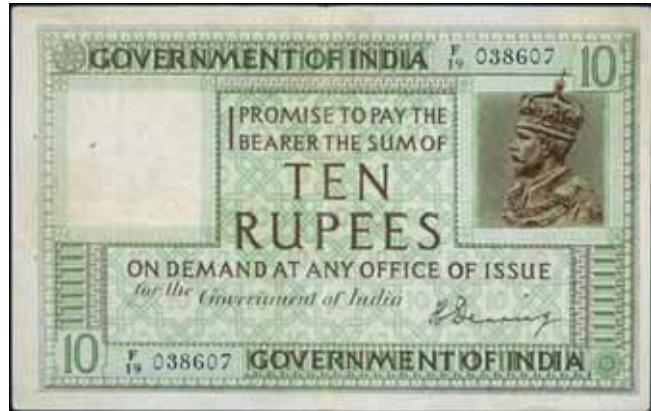 GOVERNMENT OF INDIA F/19 038607 10
I PROMISE TO PAY THE
BEARER THE SUM OF
TEN
RUPEES
ON DEMAND AT ANY OFFICE OF ISSUE
for the Government of India
H Denning
10 F/19 038607 GOVERNMENT OF INDIA